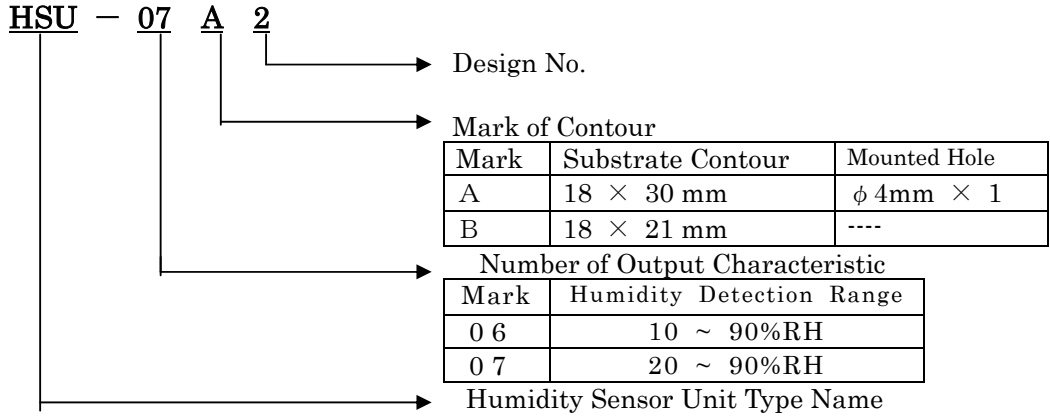 HSU － 07 A 2
Design No.
Mark of Contour
Mark Substrate Contour Mounted Hole
A 18 × 30 mm φ4mm × 1
B 18 × 21 mm ----
Number of Output Characteristic
Mark Humidity Detection Range
06 10 ~ 90%RH
07 20 ~ 90%RH
Humidity Sensor Unit Type Name